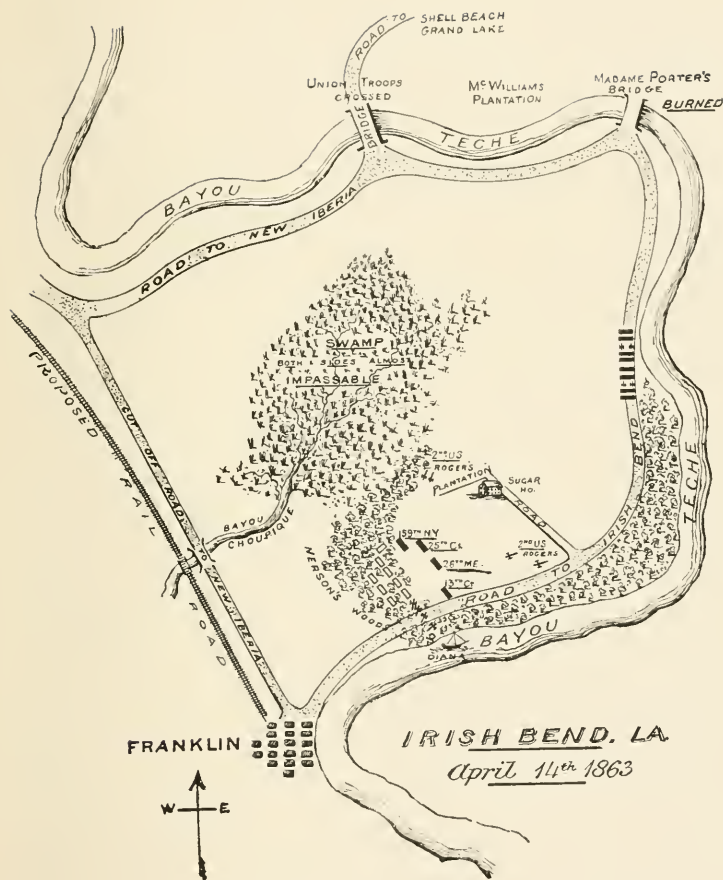 ROAD TO
SHELL BEACH
GRAND LAKE
UNION TROOPS
CROSSED
BRIDGE
McWILLIAMS
PLANTATION
MADAME PORTER'S
BRIDGE
BURNED
BAYOU
TECHE
ROAD TO NEW IBERIA
SWAMP
BOTH SIDES ALMOST
IMPASSABLE
PROPOSED
RAIL
ROAD
CUT OFF ROAD TO NEW IBERIA
BAYOU
CHOUPIQUE
2ND US
ROGER'S
PLANTATION
SUGAR
HO.
ROAD
159TH NY
25TH Ct.
26TH ME.
13TH CT
2ND US
ROGERS
NERSON'S
WOODS
ROAD TO IRISH BEND
TECHE
BAYOU
DIANA
FRANKLIN
IRISH BEND. LA
April 14th 1863
W E